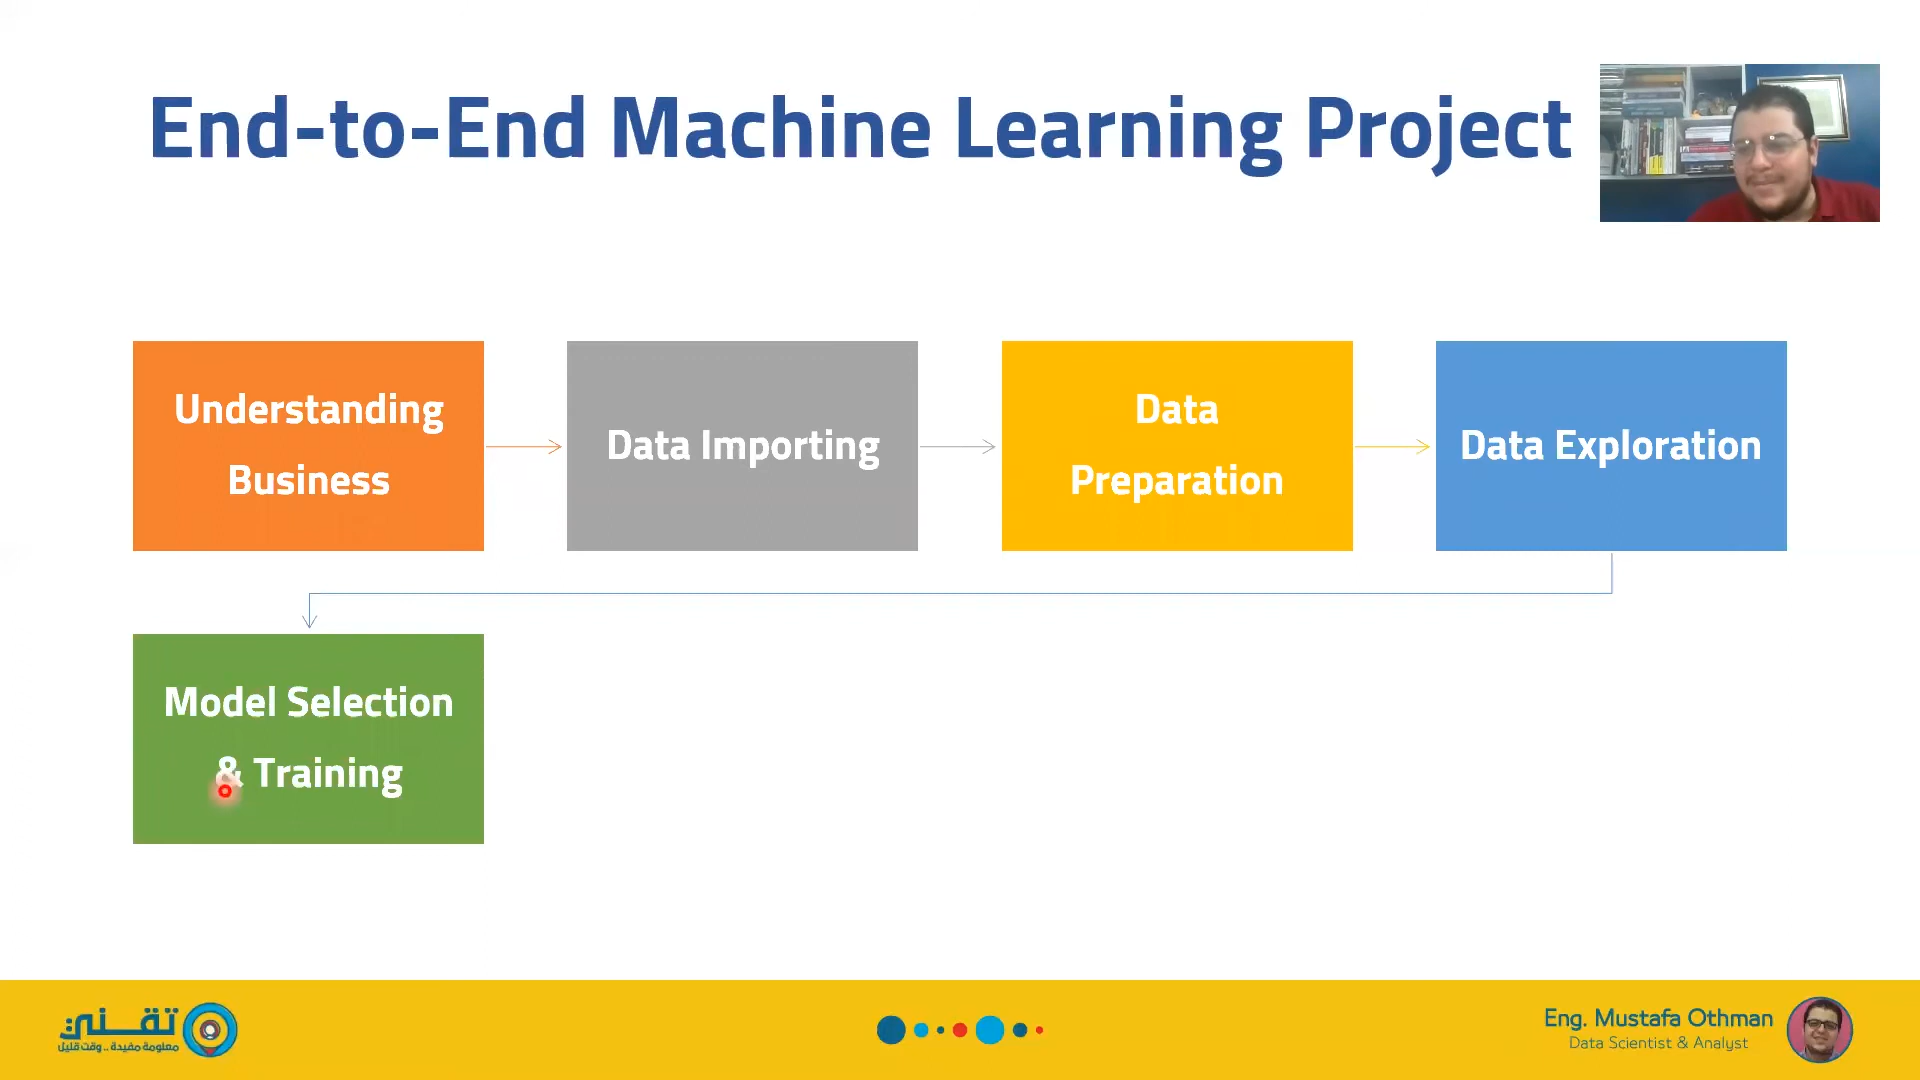 End-to-End Machine Learning Project
Understanding
Business
Data Importing
Data
Preparation
Data Exploration
Model Selection
& Training
تقني
معلومة مفيدة .. وقت قليل
Eng. Mustafa Othman
Data Scientist & Analyst